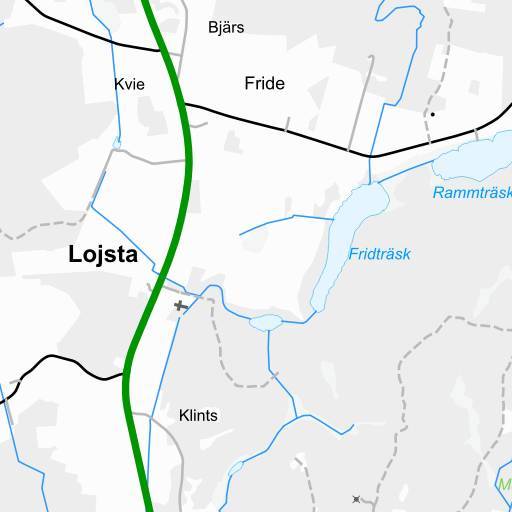 Bjärs
Kvie
Fride
Rammträsk
Lojsta
Fridträsk
Klints
M